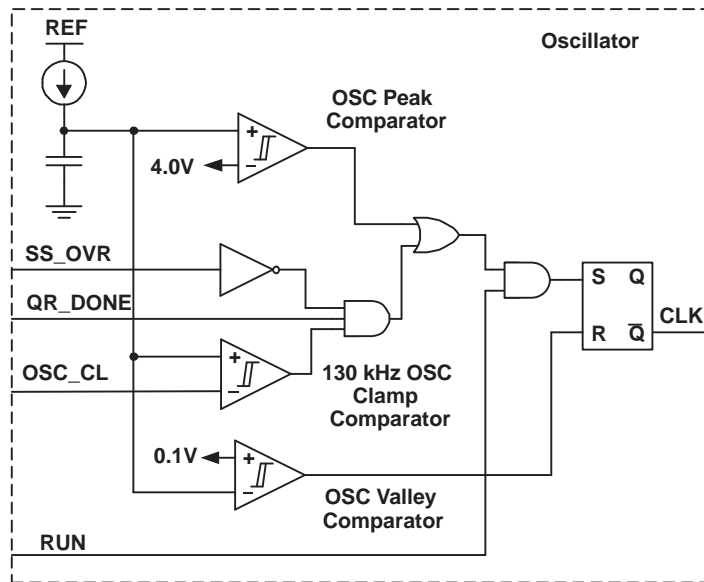 REF
Oscillator
OSC Peak
Comparator
+
4.0V
−
SS_OVR
QR_DONE
S Q
CLK
R Q̅
+
OSC_CL
−
130 kHz OSC
Clamp
Comparator
0.1V
+
−
OSC Valley
Comparator
RUN